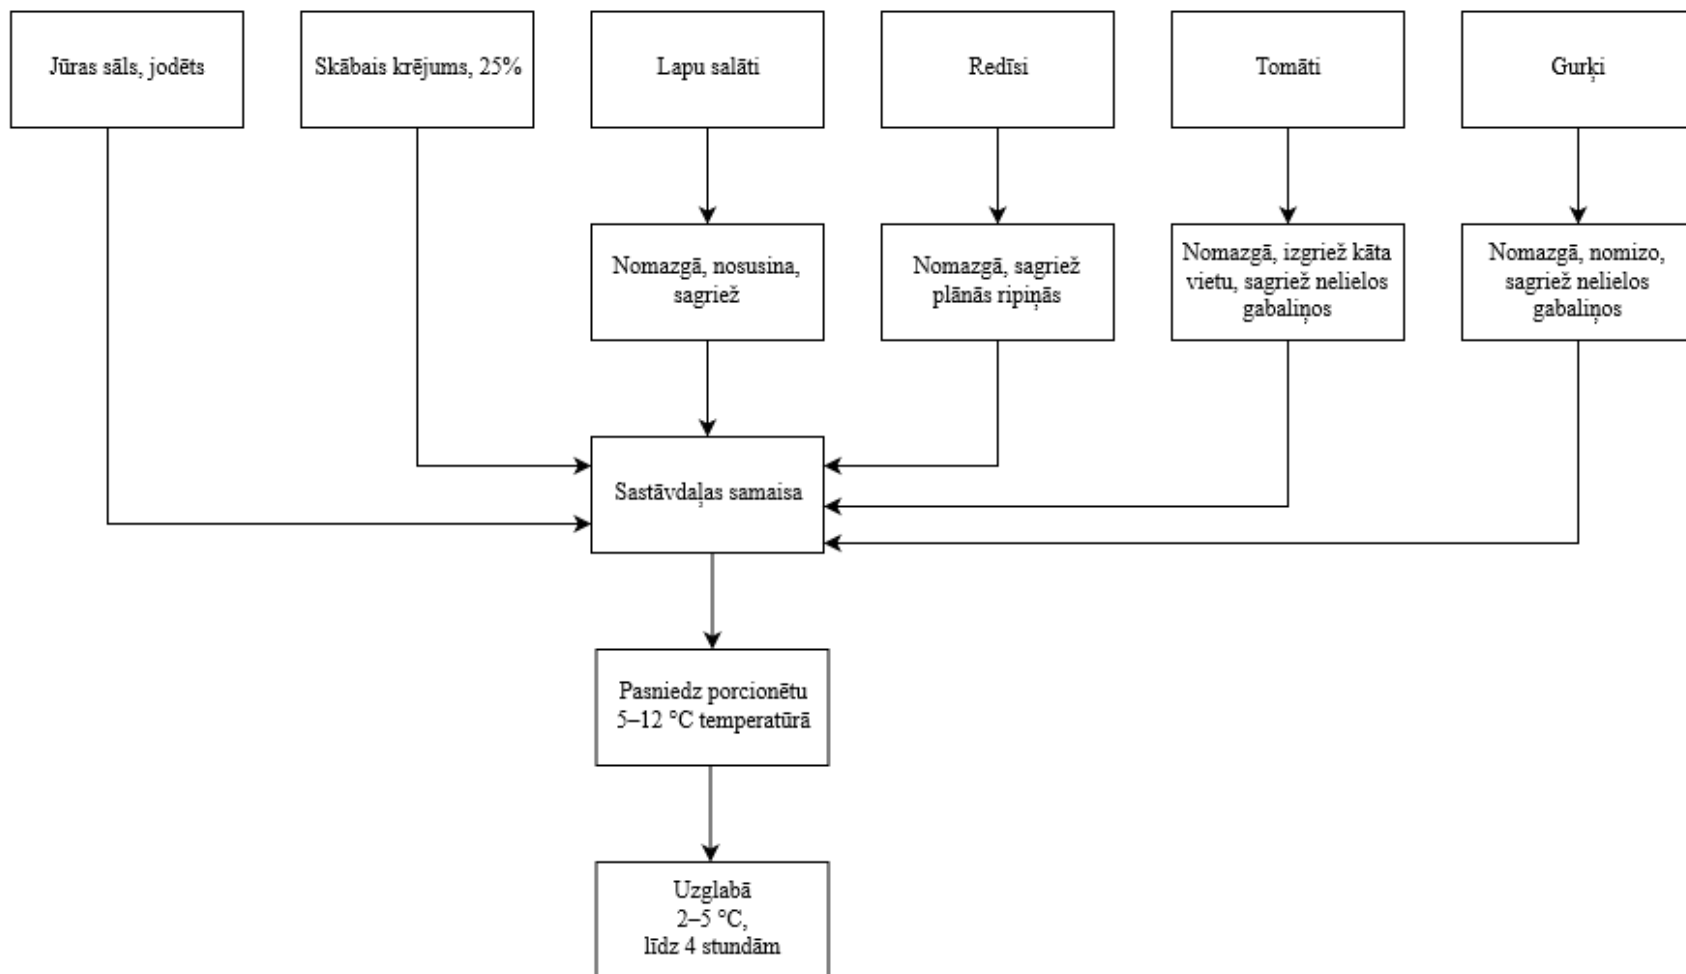 Jūras sāls, jodēts
Skābais krējums, 25%
Lapu salāti
Redīsi
Tomāti
Gurķi
Nomazgā, nosusina,
sagriež
Nomazgā, sagriež
plānās ripiņās
Nomazgā, izgriež kāta
vietu, sagriež nelielos
gabaliņos
Nomazgā, nomizo,
sagriež nelielos
gabaliņos
Sastāvdaļas samaisa
Pasniedz porcionētu
5–12 °C temperatūrā
Uzglabā
2–5 °C,
līdz 4 stundām